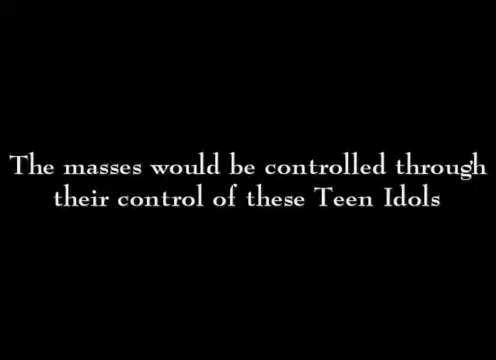 The masses would be controlled through
their control of these Teen Idols